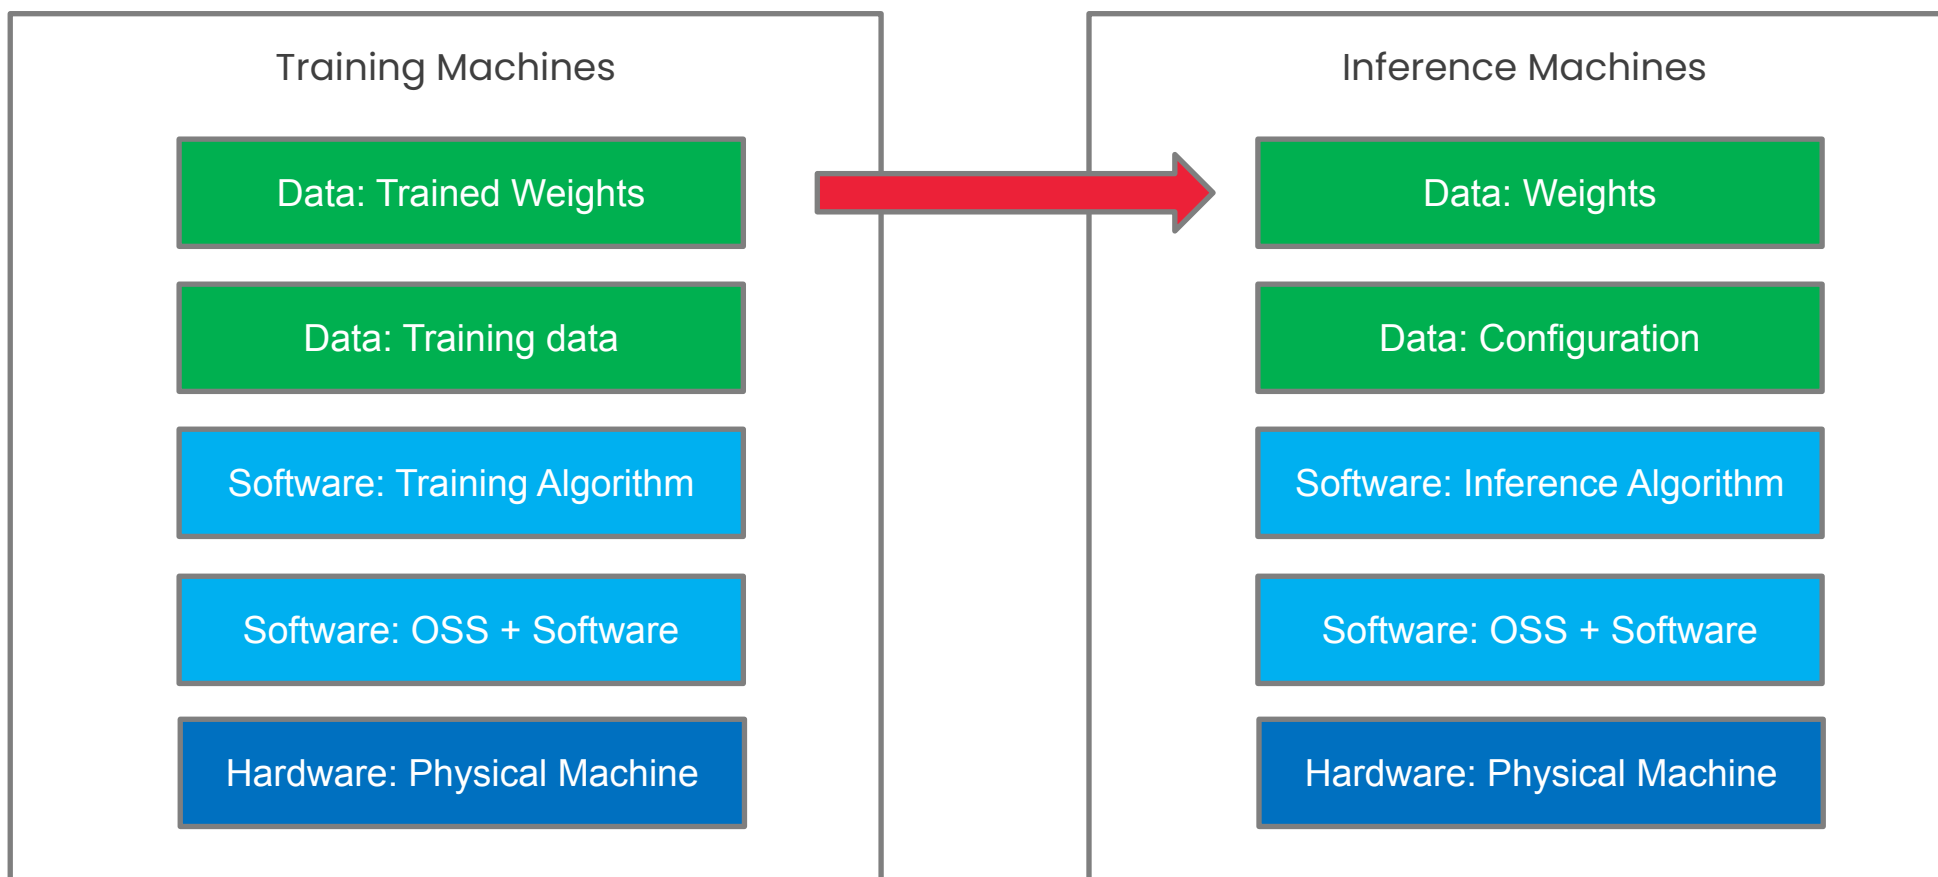 Training Machines
Data: Trained Weights
Data: Training data
Software: Training Algorithm
Software: OSS + Software
Hardware: Physical Machine
Inference Machines
Data: Weights
Data: Configuration
Software: Inference Algorithm
Software: OSS + Software
Hardware: Physical Machine